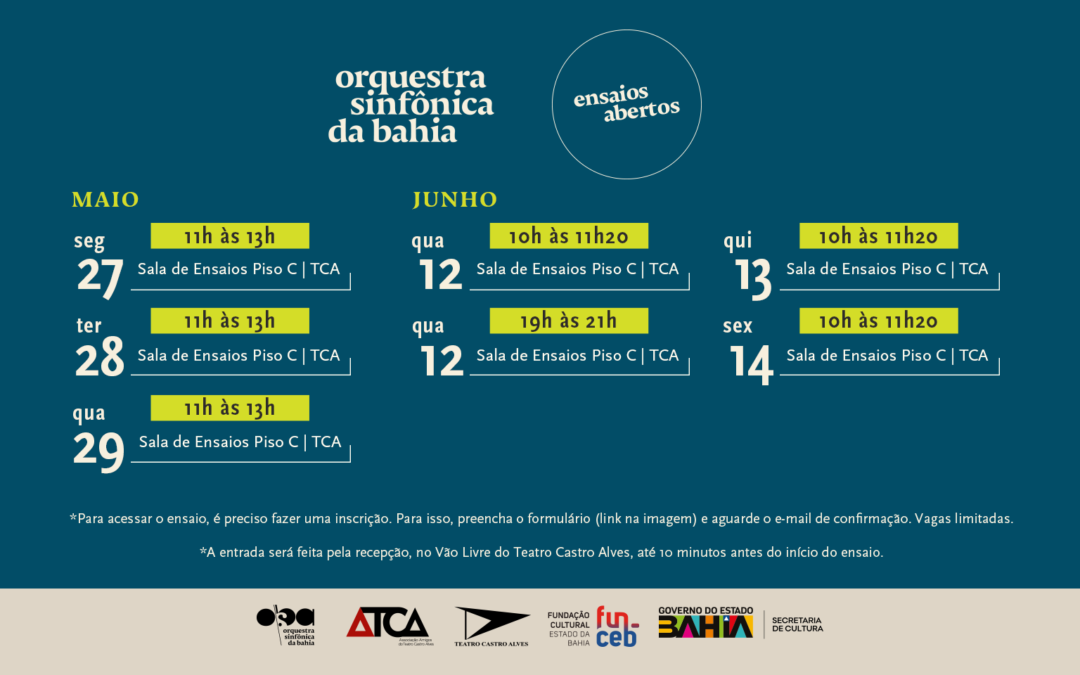 orquestra
sinfônica
da bahia
ensaios
abertos
MAIO
seg
27
11h às 13h
Sala de Ensaios Piso C | TCA
ter
28
11h às 13h
Sala de Ensaios Piso C | TCA
qua
29
11h às 13h
Sala de Ensaios Piso C | TCA
JUNHO
qua
12
10h às 11h20
Sala de Ensaios Piso C | TCA
qua
12
19h às 21h
Sala de Ensaios Piso C | TCA
qui
13
10h às 11h20
Sala de Ensaios Piso C | TCA
sex
14
10h às 11h20
Sala de Ensaios Piso C | TCA
*Para acessar o ensaio, é preciso fazer uma inscrição. Para isso, preencha o formulário (link na imagem) e aguarde o e-mail de confirmação. Vagas limitadas.
*A entrada será feita pela recepção, no Vão Livre do Teatro Castro Alves, até 10 minutos antes do início do ensaio.
orquestra
sinfônica
da bahia
ATCA
Associação Amigos
do Teatro Castro Alves
TEATRO CASTRO ALVES
FUNDAÇÃO
CULTURAL
ESTADO DA
BAHIA
fun-
ceb
GOVERNO DO ESTADO
BAHIA
SECRETARIA
DE CULTURA